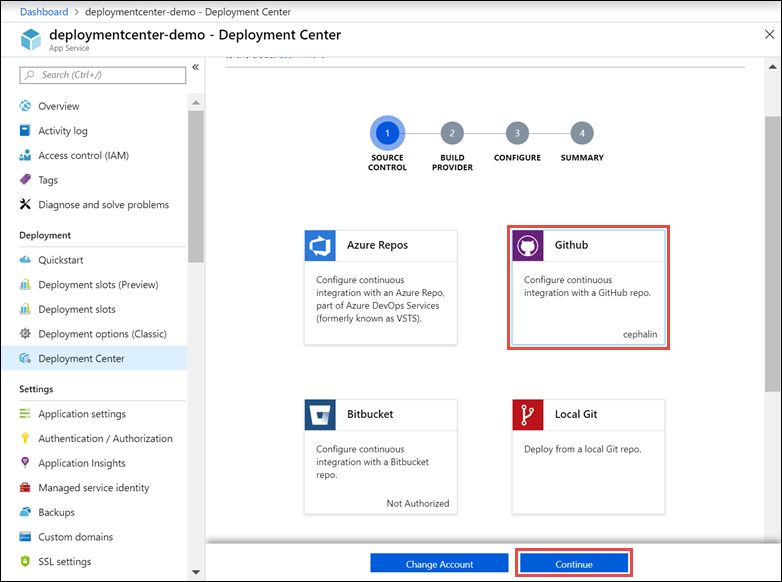 Dashboard > deploymentcenter-demo - Deployment Center
deploymentcenter-demo - Deployment Center
App Service
Search (Ctrl+/)
Overview
Activity log
Access control (IAM)
Tags
Diagnose and solve problems
Deployment
Quickstart
Deployment slots (Preview)
Deployment slots
Deployment options (Classic)
Deployment Center
Settings
Application settings
Authentication / Authorization
Application Insights
Managed service identity
Backups
Custom domains
SSL settings
1
2
3
4
SOURCE
CONTROL
BUILD
PROVIDER
CONFIGURE
SUMMARY
Azure Repos
Configure continuous
integration with an Azure Repo,
part of Azure DevOps Services
(formerly known as VSTS).
Github
Configure continuous
integration with a GitHub repo.
cephalin
Bitbucket
Configure continuous
integration with a Bitbucket
repo.
Not Authorized
Local Git
Deploy from a local Git repo.
Change Account
Continue